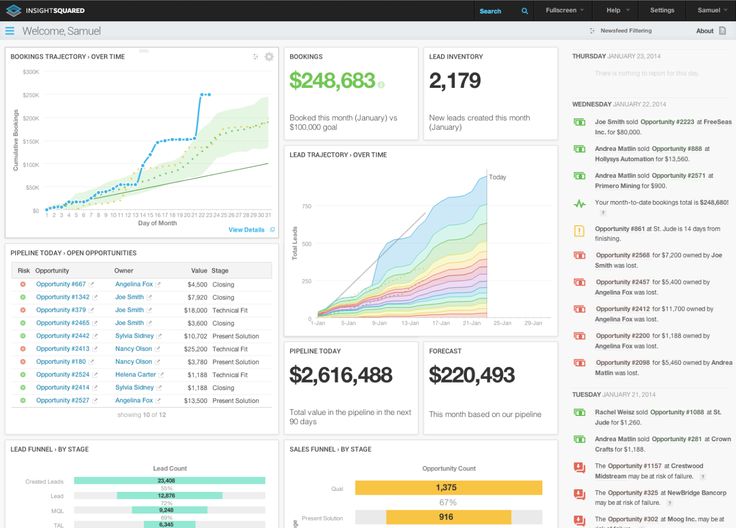 INSIGHTSQUARED
Search
Fullscreen
Help
Settings
Samuel
Welcome, Samuel
Newsfeed Filtering
About
BOOKINGS TRAJECTORY › OVER TIME
$300K
$250K
$200K
$150K
$100K
$50K
$0
Cumulative Bookings
1 2 3 4 5 6 7 8 9 10 11 12 13 14 15 16 17 18 19 20 21 22 23 24 25 26 27 28 29 30 31
Day of Month
View Details
BOOKINGS
$248,683
Booked this month (January) vs
$100,000 goal
LEAD INVENTORY
2,179
New leads created this month
(January)
LEAD TRAJECTORY › OVER TIME
Today
750
500
250
0
Total Leads
1-Jan 5-Jan 9-Jan 13-Jan 17-Jan 21-Jan 25-Jan 29-Jan
PIPELINE TODAY › OPEN OPPORTUNITIES
Risk Opportunity Owner Value Stage
Opportunity #667 Angelina Fox $4,500 Closing
Opportunity #1342 Joe Smith $7,920 Closing
Opportunity #379 Joe Smith $18,000 Technical Fit
Opportunity #2465 Joe Smith $3,600 Closing
Opportunity #2442 Sylvia Sidney $10,702 Present Solution
Opportunity #2413 Nancy Olson $25,200 Technical Fit
Opportunity #180 Nancy Olson $3,780 Present Solution
Opportunity #2524 Helena Carter $1,188 Technical Fit
Opportunity #2414 Sylvia Sidney $1,188 Closing
Opportunity #2527 Angelina Fox $13,500 Present Solution
showing 10 of 12
PIPELINE TODAY
$2,616,488
Total value in the pipeline in the next
90 days
FORECAST
$220,493
This month based on our pipeline
LEAD FUNNEL › BY STAGE
Lead Count
Created Leads 23,408
55%
Lead 12,876
72%
MQL 9,248
69%
TAL 6,345
SALES FUNNEL › BY STAGE
Opportunity Count
Qual 1,375
67%
Present Solution 916
THURSDAY JANUARY 23, 2014
There is nothing to report for this day.
WEDNESDAY JANUARY 22, 2014
Joe Smith sold Opportunity #2223 at FreeSeas
Inc. for $80,000.
Andrea Matlin sold Opportunity #888 at
Hollysys Automation for $13,560.
Andrea Matlin sold Opportunity #2571 at
Primero Mining for $900.
Your month-to-date bookings total is $248,680!
?
Opportunity #861 at St. Jude is 14 days from
finishing.
Opportunity #2568 for $7,200 owned by Joe
Smith was lost.
Opportunity #2457 for $5,400 owned by
Angelina Fox was lost.
Opportunity #2412 for $11,700 owned by
Angelina Fox was lost.
Opportunity #2200 for $1,188 owned by
Angelina Fox was lost.
Opportunity #2098 for $5,460 owned by Andrea
Matlin was lost.
TUESDAY JANUARY 21, 2014
Rachel Weisz sold Opportunity #1088 at St.
Jude for $1,260.
Andrea Matlin sold Opportunity #281 at Crown
Crafts for $1,188.
The Opportunity #1157 at Crestwood
Midstream may be at risk of failure. ?
The Opportunity #325 at NewBridge Bancorp
may be at risk of failure. ?
The Opportunity #302 at Moog Inc. may be at